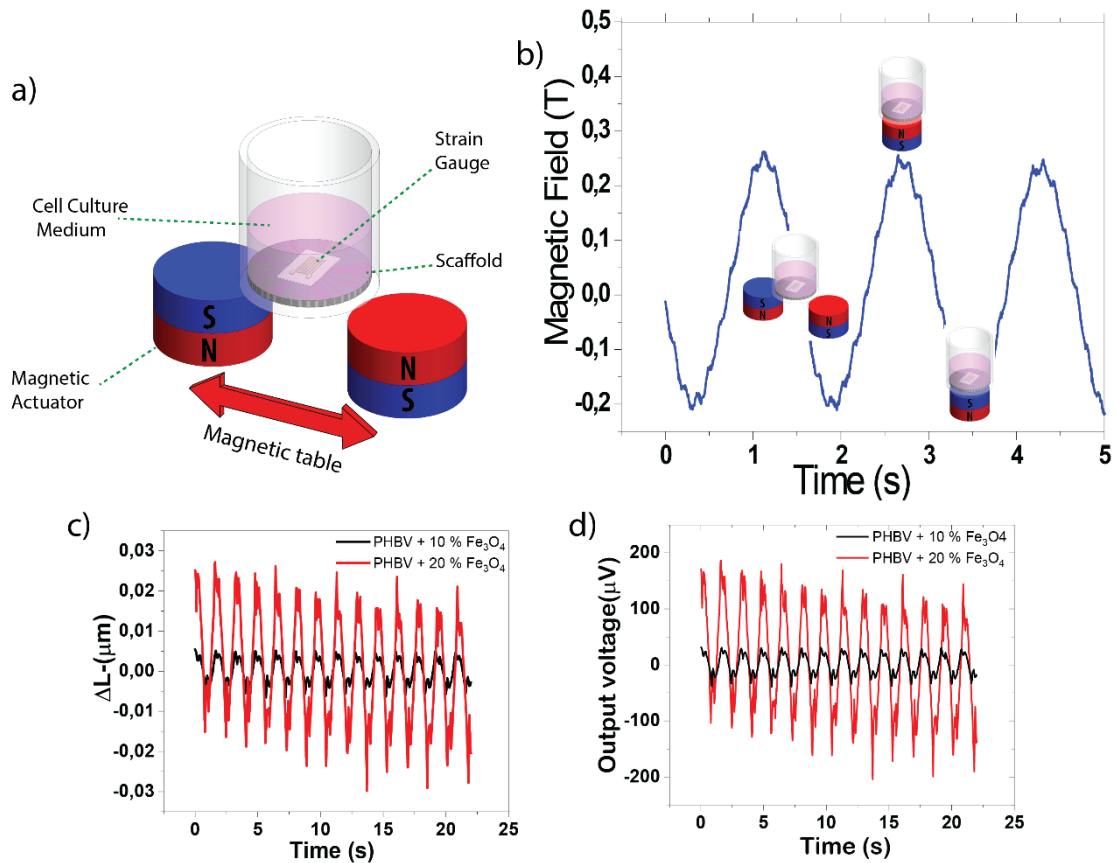 a)
Strain
Gauge
Cell Culture
Medium
Scaffold
S
N
N
S
Magnetic
Actuator
Magnetic table
b)
Magnetic Field (T)
0,5
0,4
0,3
0,2
0,1
0,0
-0,1
-0,2
N
S
S
N
N
S
S
N
0 1 2 3 4 5
Time (s)
c)
PHBV + 10 % Fe₃O₄
PHBV + 20 % Fe₃O₄
ΔL-(μm)
0,03
0,02
0,01
0,00
-0,01
-0,02
-0,03
0 5 10 15 20 25
Time (s)
d)
PHBV + 10 % Fe₃O4
PHBV + 20 % Fe₃O₄
Output voltage(μV)
200
100
0
-100
-200
0 5 10 15 20 25
Time (s)